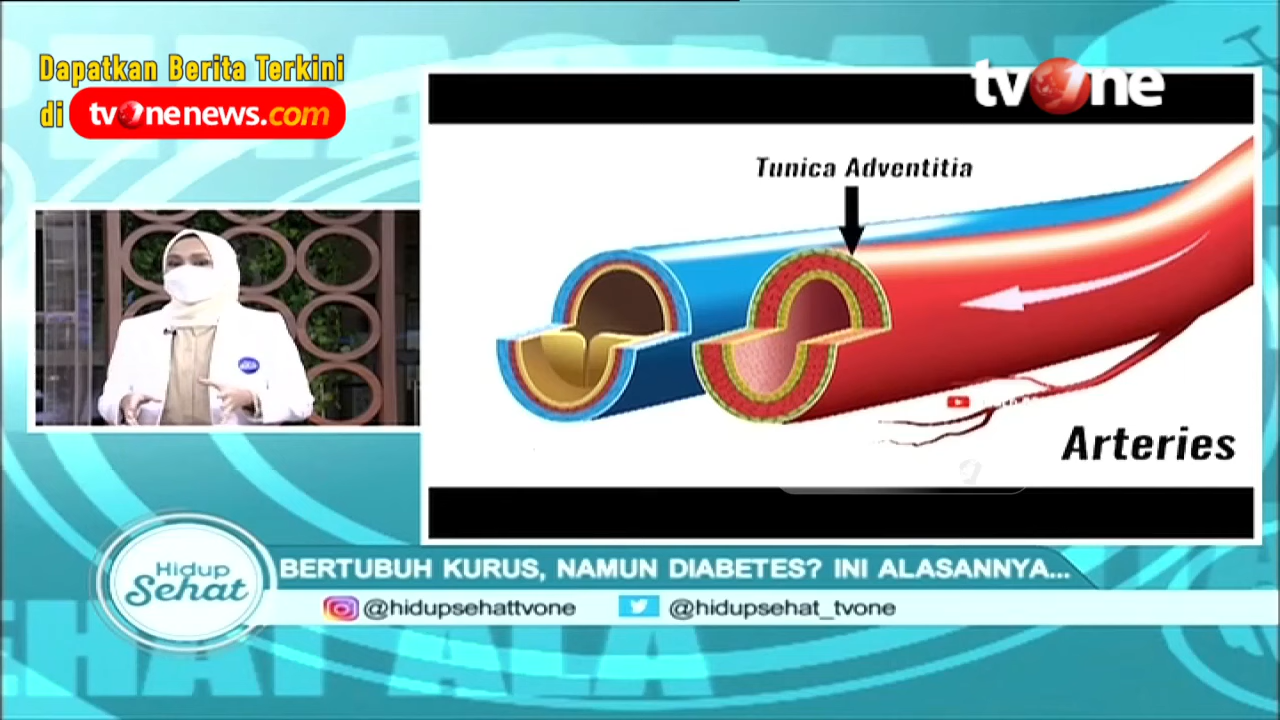 Dapatkan Berita Terkini
di tvOnenews.com
tvOne
Tunica Adventitia
Arteries
Hidup
Sehat
BERTUBUH KURUS, NAMUN DIABETES? INI ALASANNYA...
@hidupsehattvone @hidupsehat_tvone